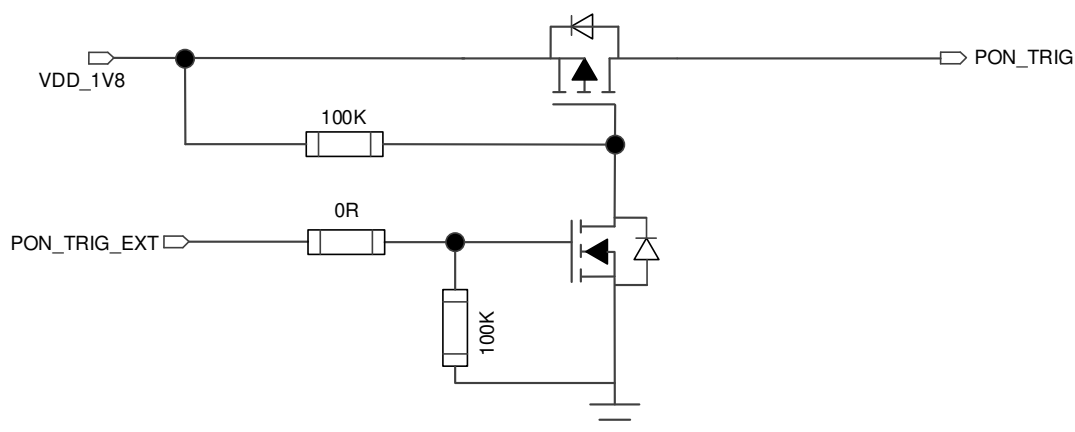 PON_TRIG
VDD_1V8
100K
0R
PON_TRIG_EXT
100K